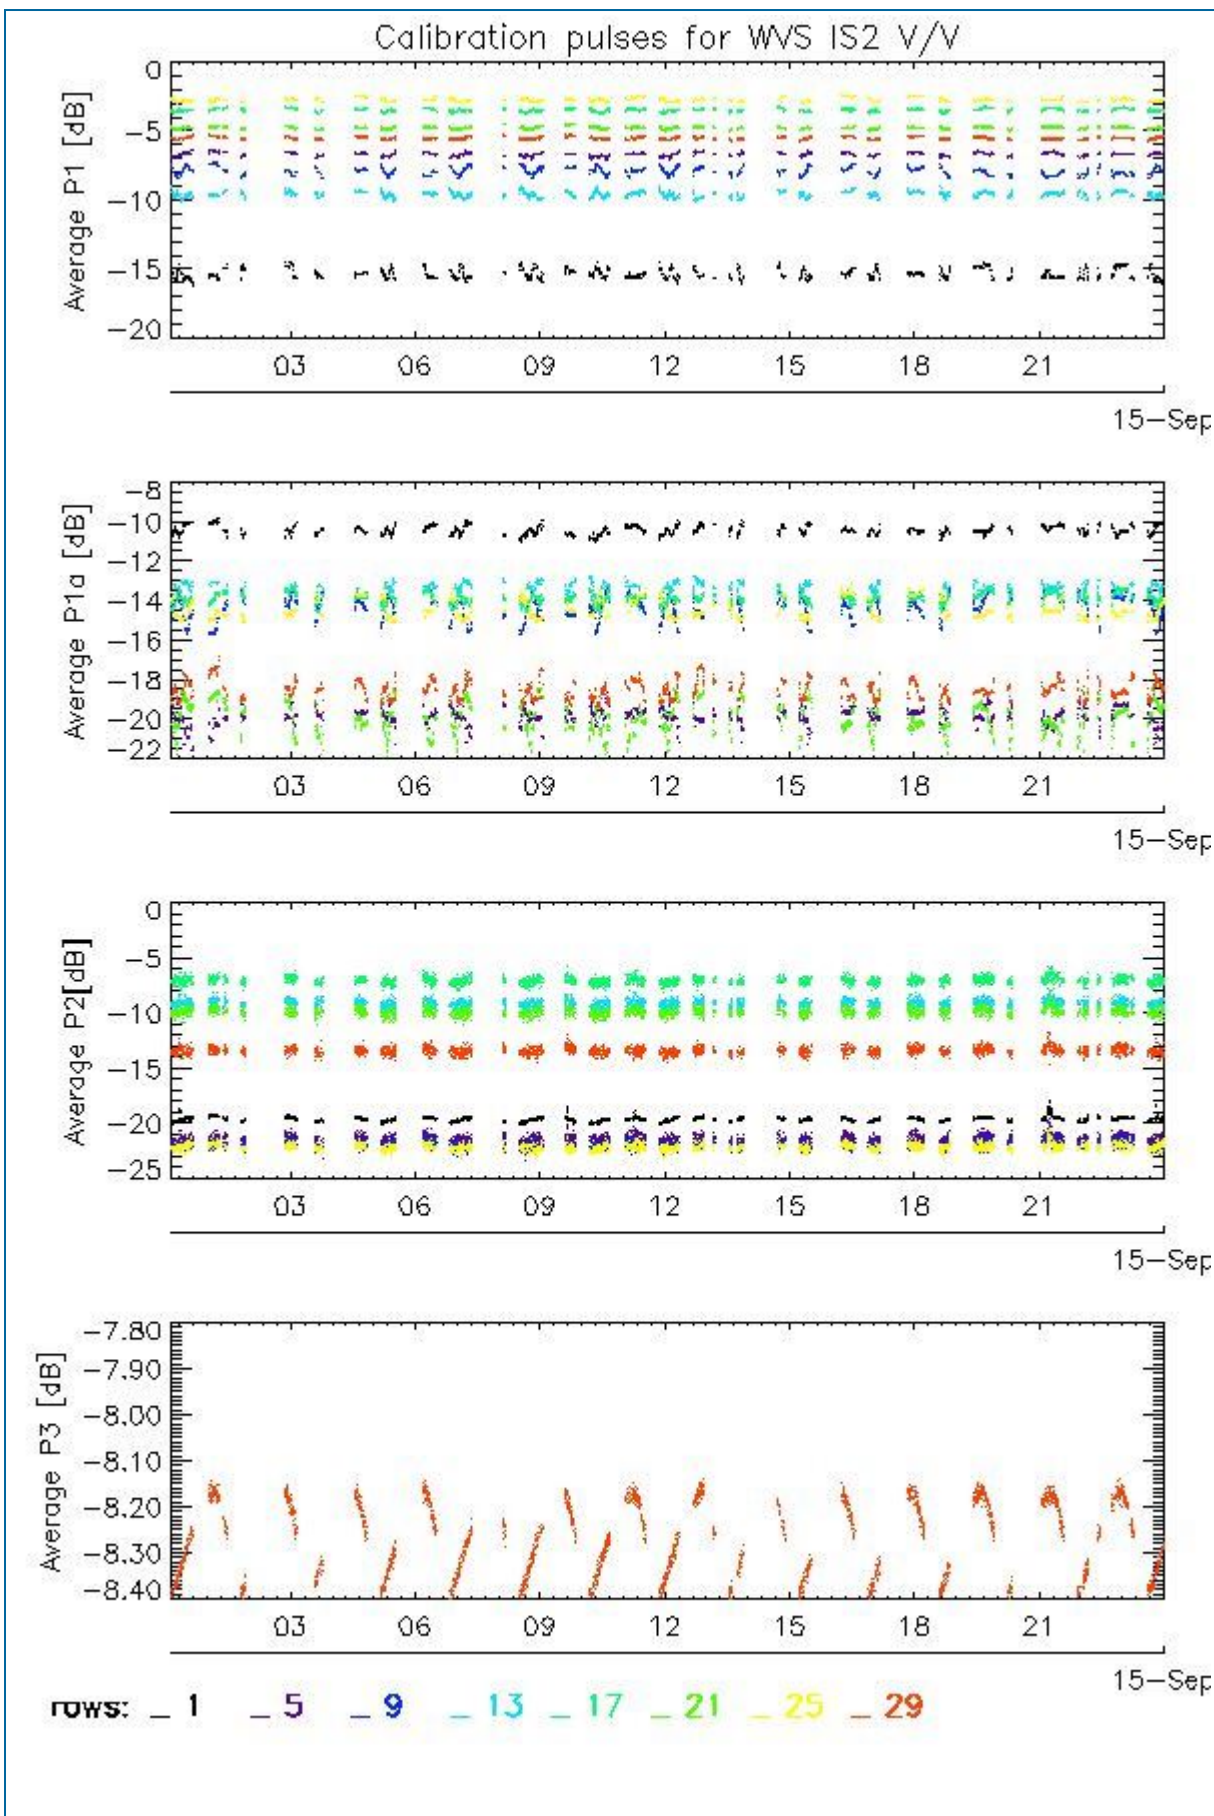 Calibration pulses for WVS IS2 V/V
Average P1 [dB]
0
-5
-10
-15
-20
03 06 09 12 15 18 21
15-Sep
Average P1a [dB]
-8
-10
-12
-14
-16
-18
-20
-22
03 06 09 12 15 18 21
15-Sep
Average P2[dB]
0
-5
-10
-15
-20
-25
03 06 09 12 15 18 21
15-Sep
Average P3 [dB]
-7.80
-7.90
-8.00
-8.10
-8.20
-8.30
-8.40
03 06 09 12 15 18 21
15-Sep
rows: _ 1 _ 5 _ 9 _ 13 _ 17 _ 21 _ 25 _ 29